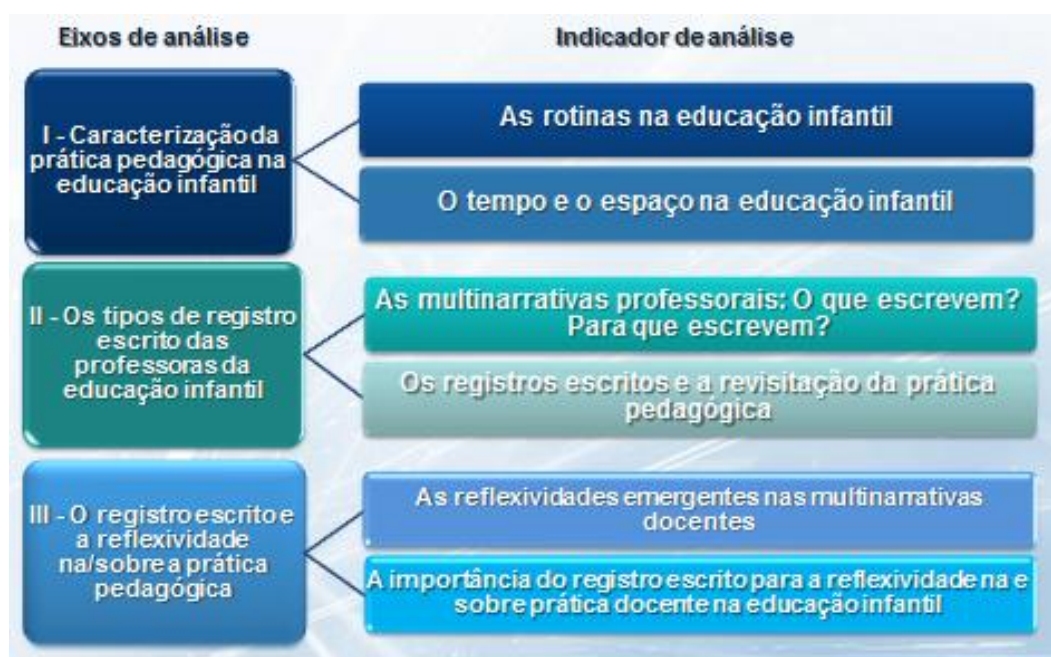 Eixos de análise
Indicador de análise
I - Caracterização da
prática pedagógica na
educação infantil
As rotinas na educação infantil
O tempo e o espaço na educação infantil
II - Os tipos de registro
escrito das
professoras da
educação infantil
As multinarrativas professorais: O que escrevem?
Para que escrevem?
Os registros escritos e a revisitação da prática
pedagógica
III - O registro escrito e
a reflexividade
na/sobre a prática
pedagógica
As reflexividades emergentes nas multinarrativas
docentes
A importância do registro escrito para a reflexividade na e
sobre prática docente na educação infantil